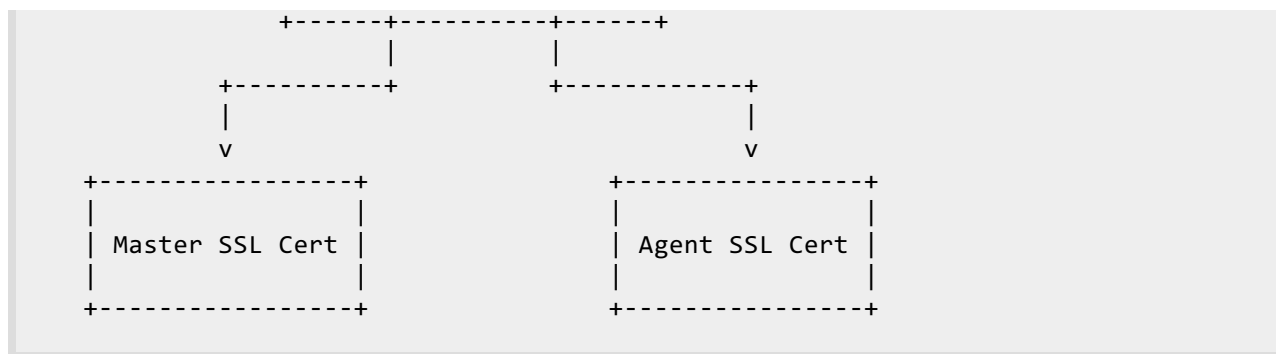 +------+----------+------+
| |
+----------+ +------------+
| |
v v
+-----------------+ +----------------+
| | | |
| Master SSL Cert | | Agent SSL Cert |
| | | |
+-----------------+ +----------------+